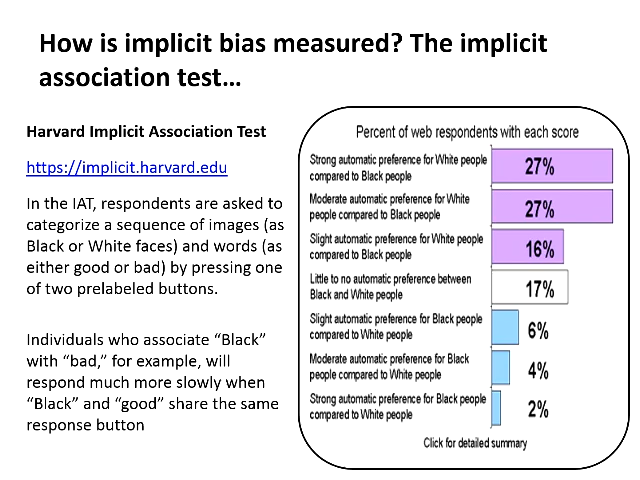 How is implicit bias measured? The implicit
association test…
Harvard Implicit Association Test
https://implicit.harvard.edu
In the IAT, respondents are asked to
categorize a sequence of images (as
Black or White faces) and words (as
either good or bad) by pressing one
of two prelabeled buttons.
Individuals who associate “Black”
with “bad,” for example, will
respond much more slowly when
“Black” and “good” share the same
response button
Percent of web respondents with each score
Strong automatic preference for White people
compared to Black people
27%
Moderate automatic preference for White
people compared to Black people
27%
Slight automatic preference for White people
compared to Black people
16%
Little to no automatic preference between
Black and White people
17%
Slight automatic preference for Black people
compared to White people
6%
Moderate automatic preference for Black
people compared to White people
4%
Strong automatic preference for Black people
compared to White people
2%
Click for detailed summary